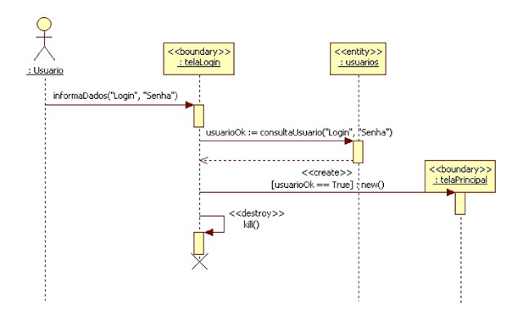 <<boundary>>
: telaLogin
<<entity>>
: usuarios
: Usuario
informaDados("Login", "Senha")
usuarioOk := consultaUsuario("Login", "Senha")
<<create>>
[usuarioOk == True] : new()
<<boundary>>
: telaPrincipal
<<destroy>>
kill()